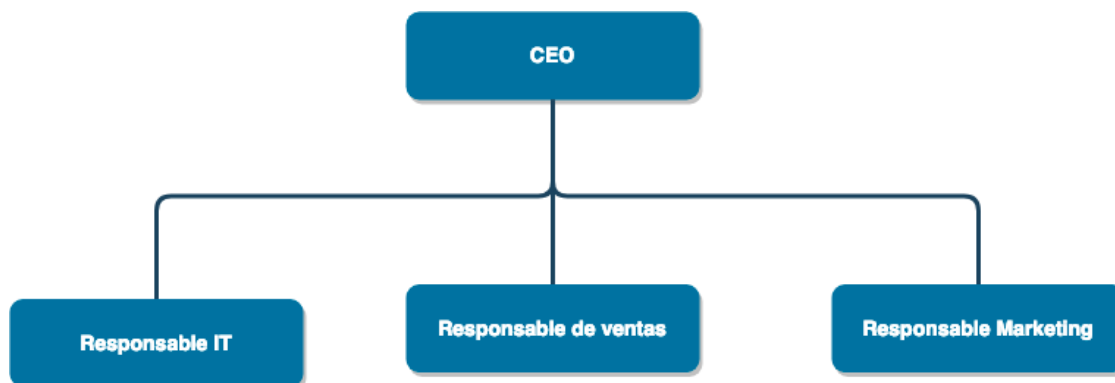 CEO
Responsable IT
Responsable de ventas
Responsable Marketing